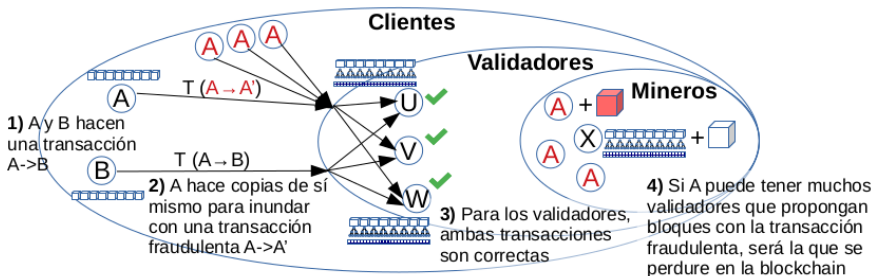 Clientes
A A A
Validadores
Mineros
A
T (A→A')
U
A +
V
X +
A
A
1) A y B hacen
una transacción
A->B
B
T (A→B)
W
2) A hace copias de sí
mismo para inundar
con una transacción
fraudulenta A->A'
3) Para los validadores,
ambas transacciones
son correctas
4) Si A puede tener muchos
validadores que propongan
bloques con la transacción
fraudulenta, será la que se
perdure en la blockchain